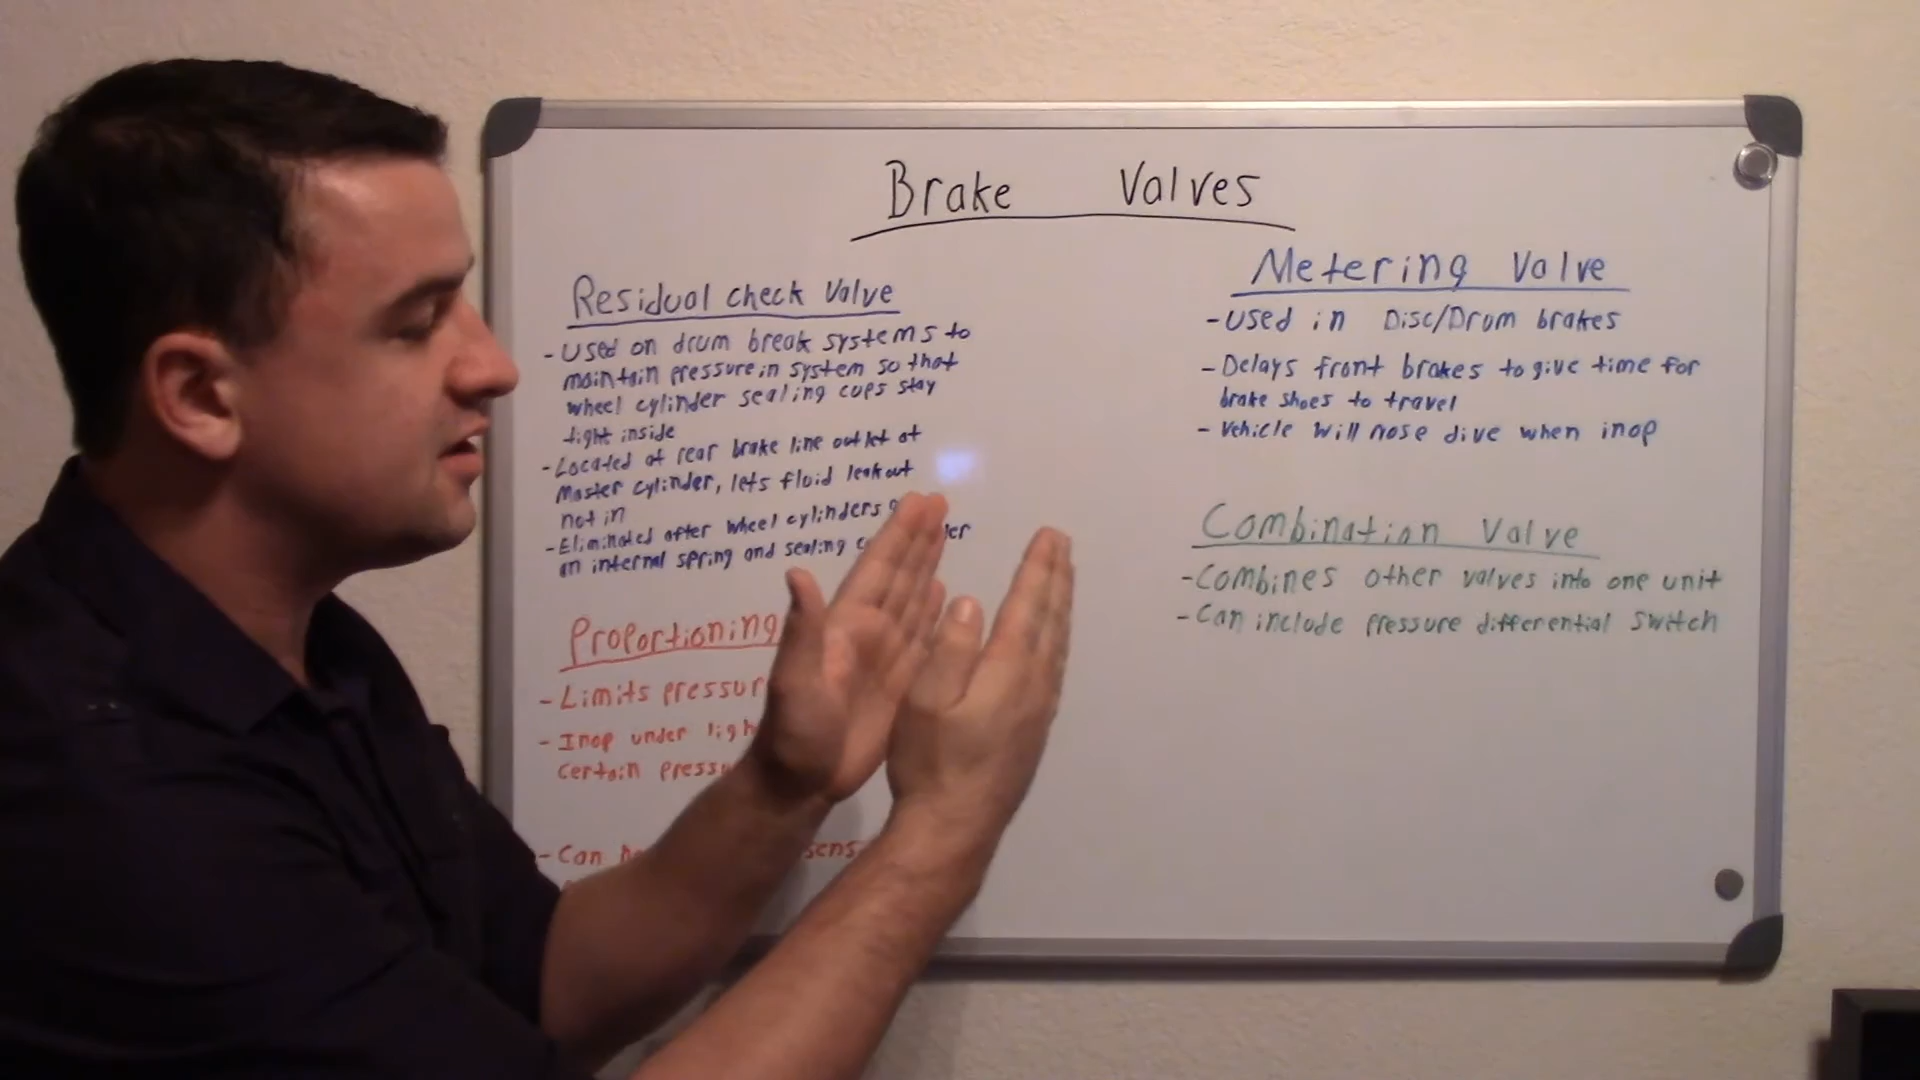 Brake Valves
Residual check Valve
- Used on drum break systems to
maintain pressure in system so that
wheel cylinder sealing cups stay
tight inside
- Located at rear brake line outlet at
Master cylinder, lets fluid leak out
not in
- Eliminated after wheel cylinders
an internal spring and sealing
Proportioning
- Limits pressur
- Inop under ligh
certain press
- Can sens
Metering Valve
- Used in Disc/Drum brakes
- Delays front brakes to give time for
brake shoes to travel
- Vehicle will nose dive when inop
Combination Valve
- Combines other valves into one unit
- Can include pressure differential switch